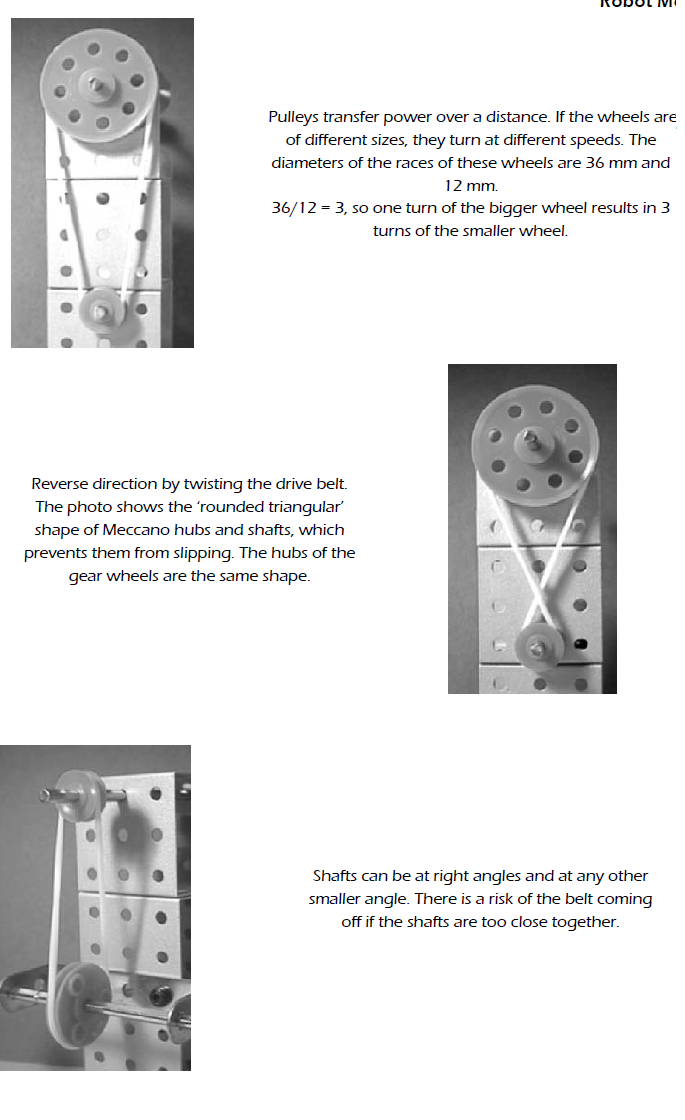 Pulleys transfer power over a distance. If the wheels are
of different sizes, they turn at different speeds. The
diameters of the races of these wheels are 36 mm and
12 mm.
36/12 = 3, so one turn of the bigger wheel results in 3
turns of the smaller wheel.
Reverse direction by twisting the drive belt.
The photo shows the ‘rounded triangular’
shape of Meccano hubs and shafts, which
prevents them from slipping. The hubs of the
gear wheels are the same shape.
Shafts can be at right angles and at any other
smaller angle. There is a risk of the belt coming
off if the shafts are too close together.